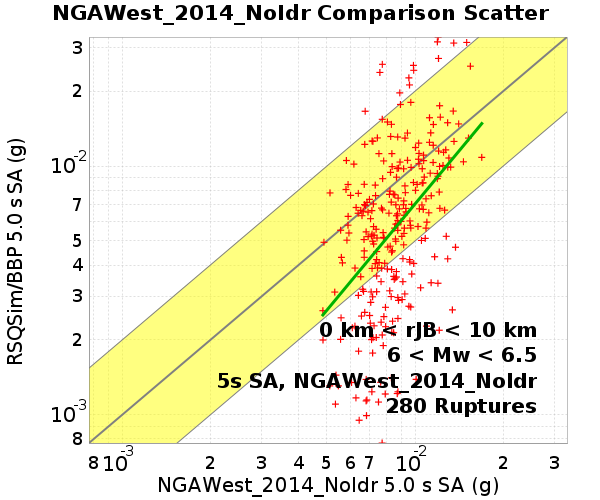 NGAWest_2014_NoIdr Comparison Scatter
RSQSim/BBP 5.0 s SA (g)
3
2
10⁻²
7
5
4
3
2
10⁻³
8
0 km < rJB < 10 km
6 < Mw < 6.5
5s SA, NGAWest_2014_NoIdr
280 Ruptures
8 10⁻³ 2 3 4 5 6 7 10⁻² 2 3
NGAWest_2014_NoIdr 5.0 s SA (g)